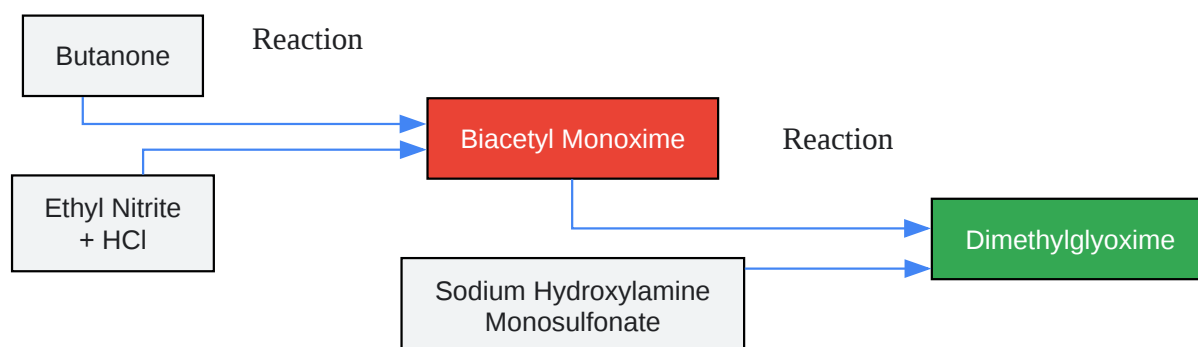 Butanone
Reaction
Biacetyl Monoxime
Reaction
Ethyl Nitrite
+ HCl
Dimethylglyoxime
Sodium Hydroxylamine
Monosulfonate